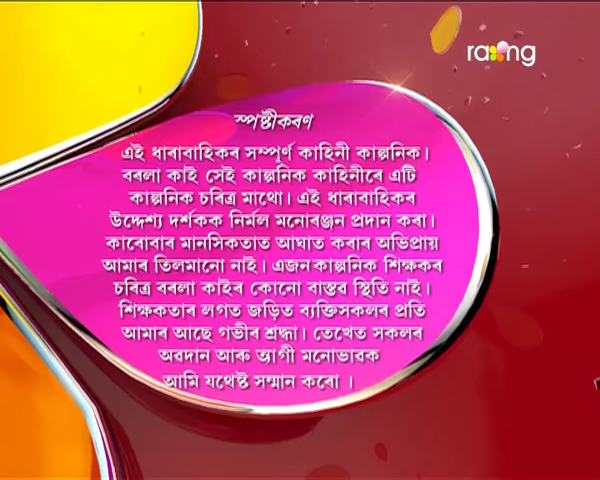 rang
স্পষ্টীকৰণ
এই ধাৰাবাহিকৰ সম্পূৰ্ণ কাহিনী কাল্পনিক।
বৰলা কাই সেই কাল্পনিক কাহিনীৰে এটি
কাল্পনিক চৰিত্ৰ মাথো। এই ধাৰাবাহিকৰ
উদ্দেশ্য দৰ্শকক নিৰ্মল মনোৰঞ্জন প্ৰদান কৰা।
কাৰোবাৰ মানসিকতাত আঘাত কৰাৰ অভিপ্ৰায়
আমাৰ তিলমানো নাই। এজন কাল্পনিক শিক্ষকৰ
চৰিত্ৰ বৰলা কাইৰ কোনো বাস্তৱ স্থিতি নাই।
শিক্ষকতাৰ লগত জড়িত ব্যক্তিসকলৰ প্ৰতি
আমাৰ আছে গভীৰ শ্ৰদ্ধা। তেখেত সকলৰ
অৱদান আৰু ত্যাগী মনোভাৱক
আমি যথেষ্ট সন্মান কৰো ।